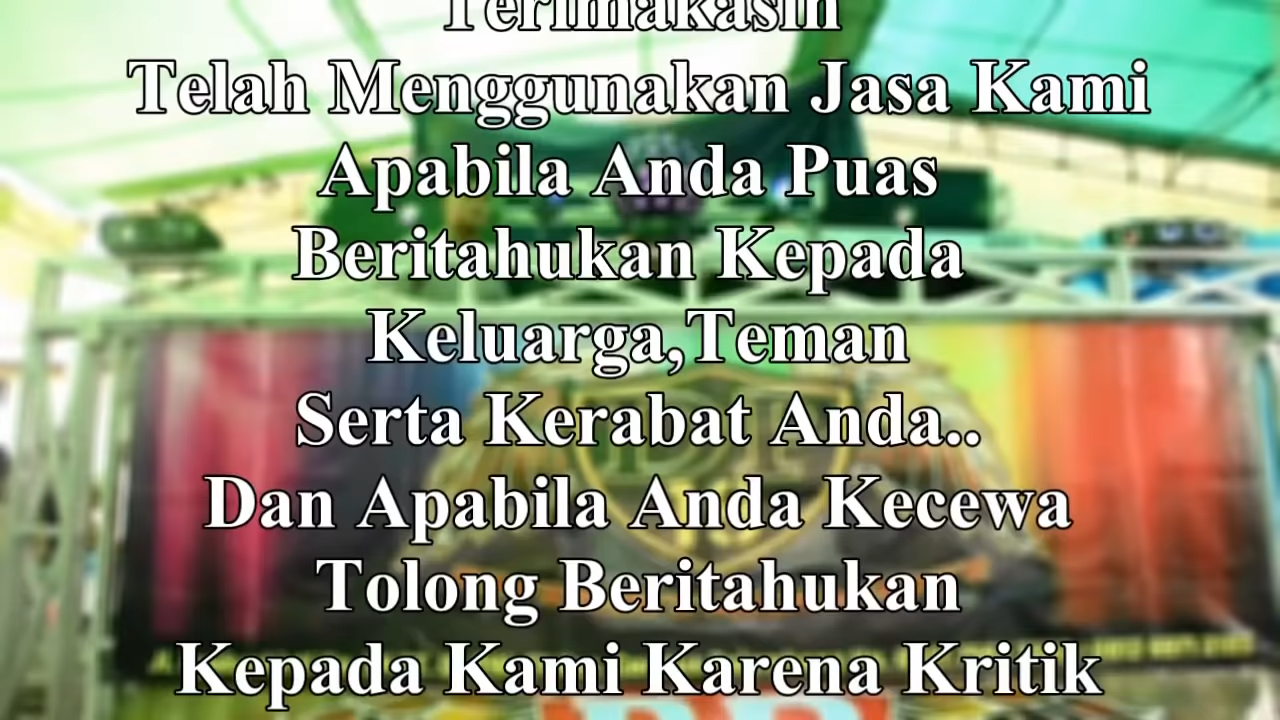 Terimakasih
Telah Menggunakan Jasa Kami
Apabila Anda Puas
Beritahukan Kepada
Keluarga,Teman
Serta Kerabat Anda..
Dan Apabila Anda Kecewa
Tolong Beritahukan
Kepada Kami Karena Kritik